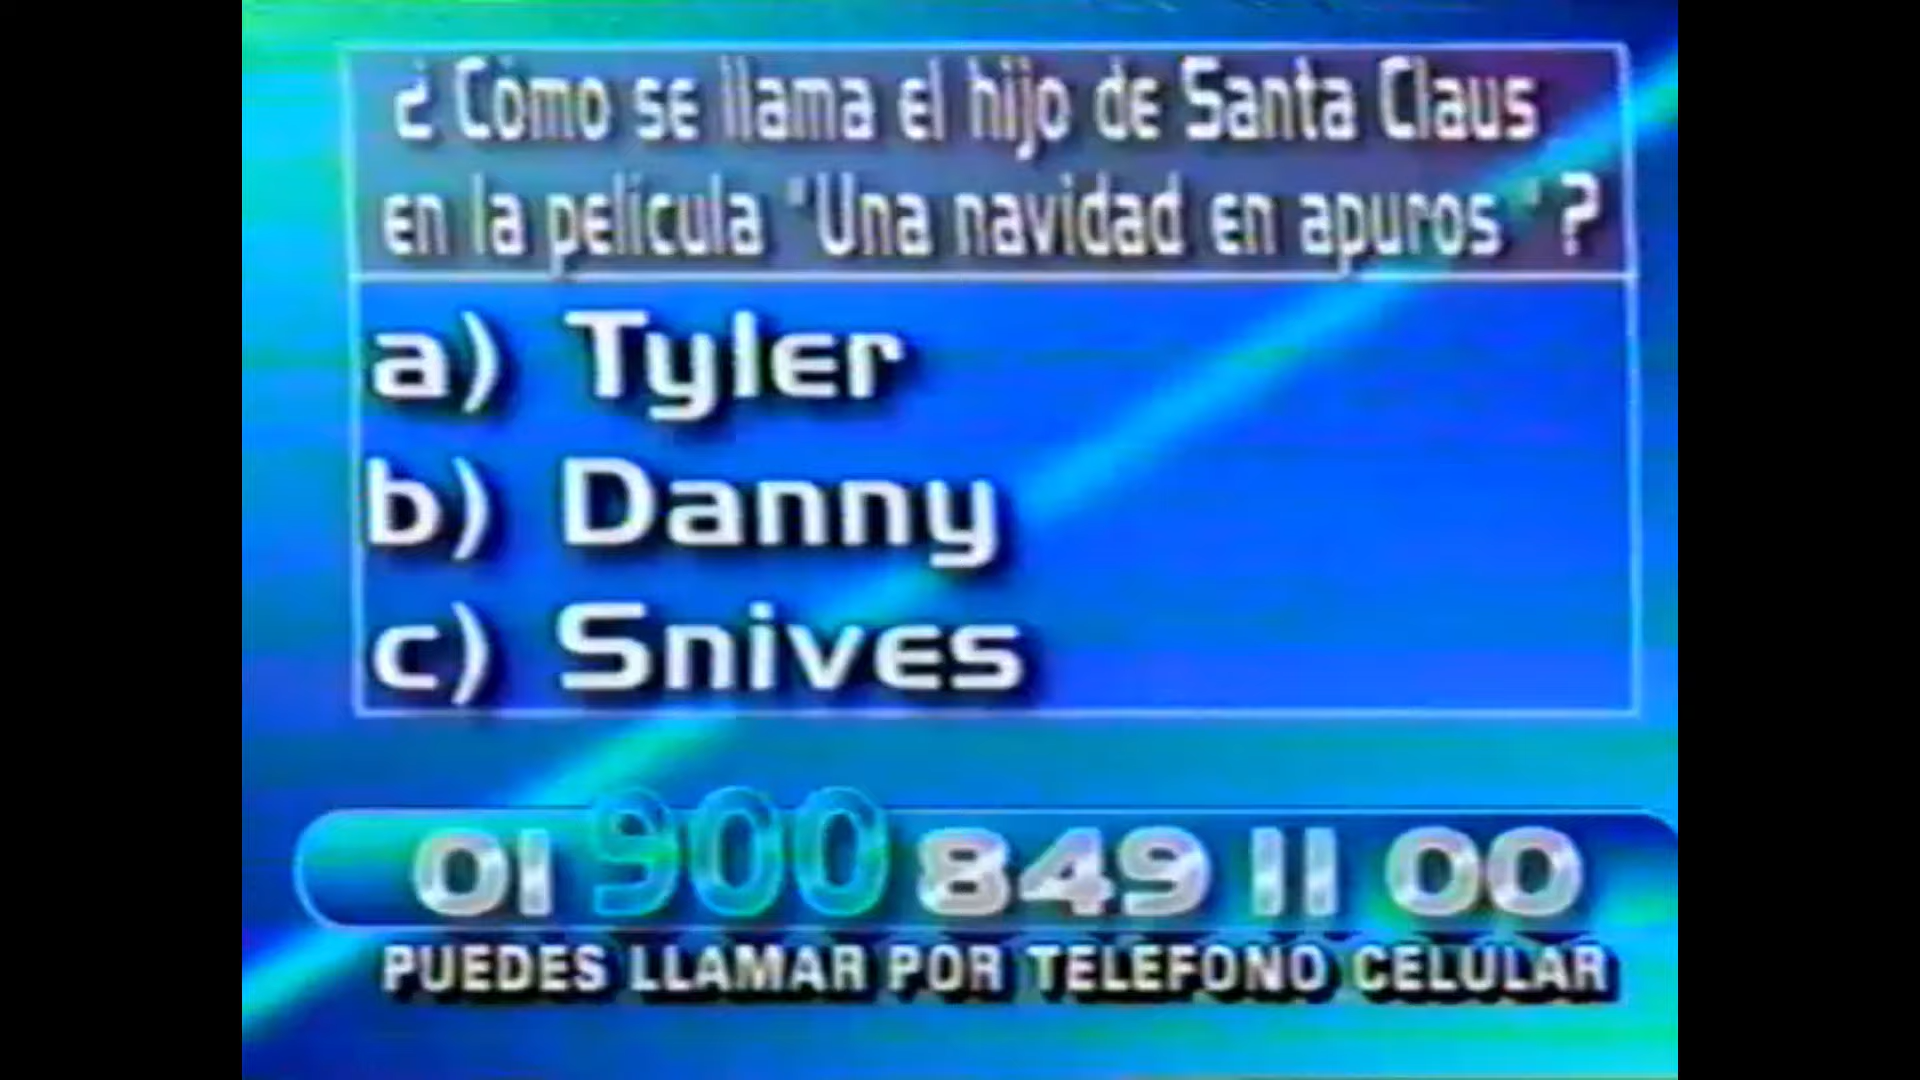 ¿ Cómo se llama el hijo de Santa Claus
en la película "Una navidad en apuros "?
a) Tyler
b) Danny
c) Snives
01 900 849 11 00
PUEDES LLAMAR POR TELEFONO CELULAR